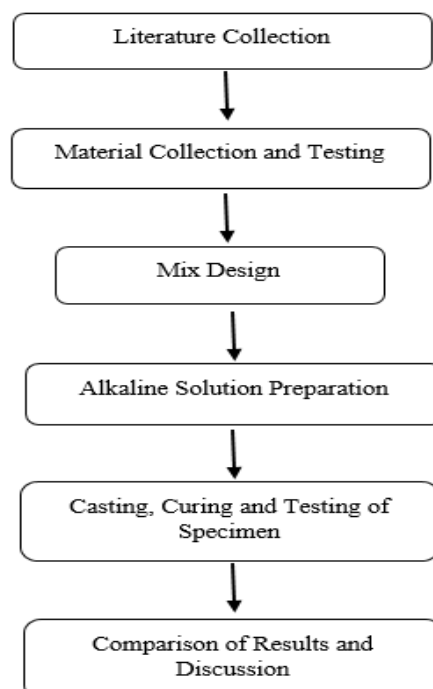 Literature Collection
Material Collection and Testing
Mix Design
Alkaline Solution Preparation
Casting, Curing and Testing of
Specimen
Comparison of Results and
Discussion